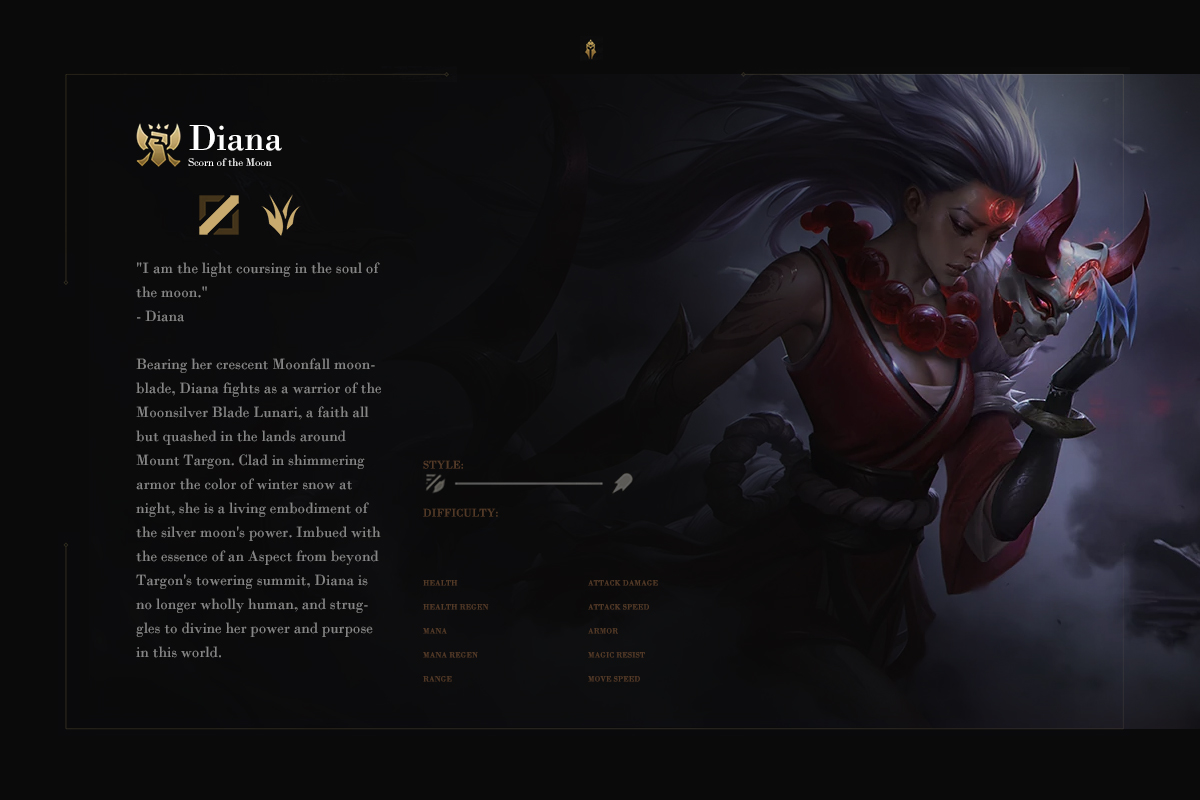 Diana
Scorn of the Moon
"I am the light coursing in the soul of
the moon."
- Diana
Bearing her crescent Moonfall moon-
blade, Diana fights as a warrior of the
Moonsilver Blade Lunari, a faith all
but quashed in the lands around
Mount Targon. Clad in shimmering
armor the color of winter snow at
night, she is a living embodiment of
the silver moon's power. Imbued with
the essence of an Aspect from beyond
Targon's towering summit, Diana is
no longer wholly human, and strug-
gles to divine her power and purpose
in this world.
STYLE:
DIFFICULTY:
HEALTH
HEALTH REGEN
MANA
MANA REGEN
RANGE
ATTACK DAMAGE
ATTACK SPEED
ARMOR
MAGIC RESIST
MOVE SPEED